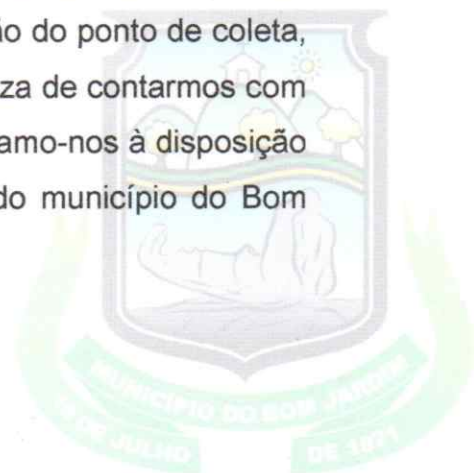 ão do ponto de coleta,
za de contarmos com
amo-nos à disposição
do município do Bom
MUNICÍPIO DO BOM JARDIM
DE JULHO DE 1871